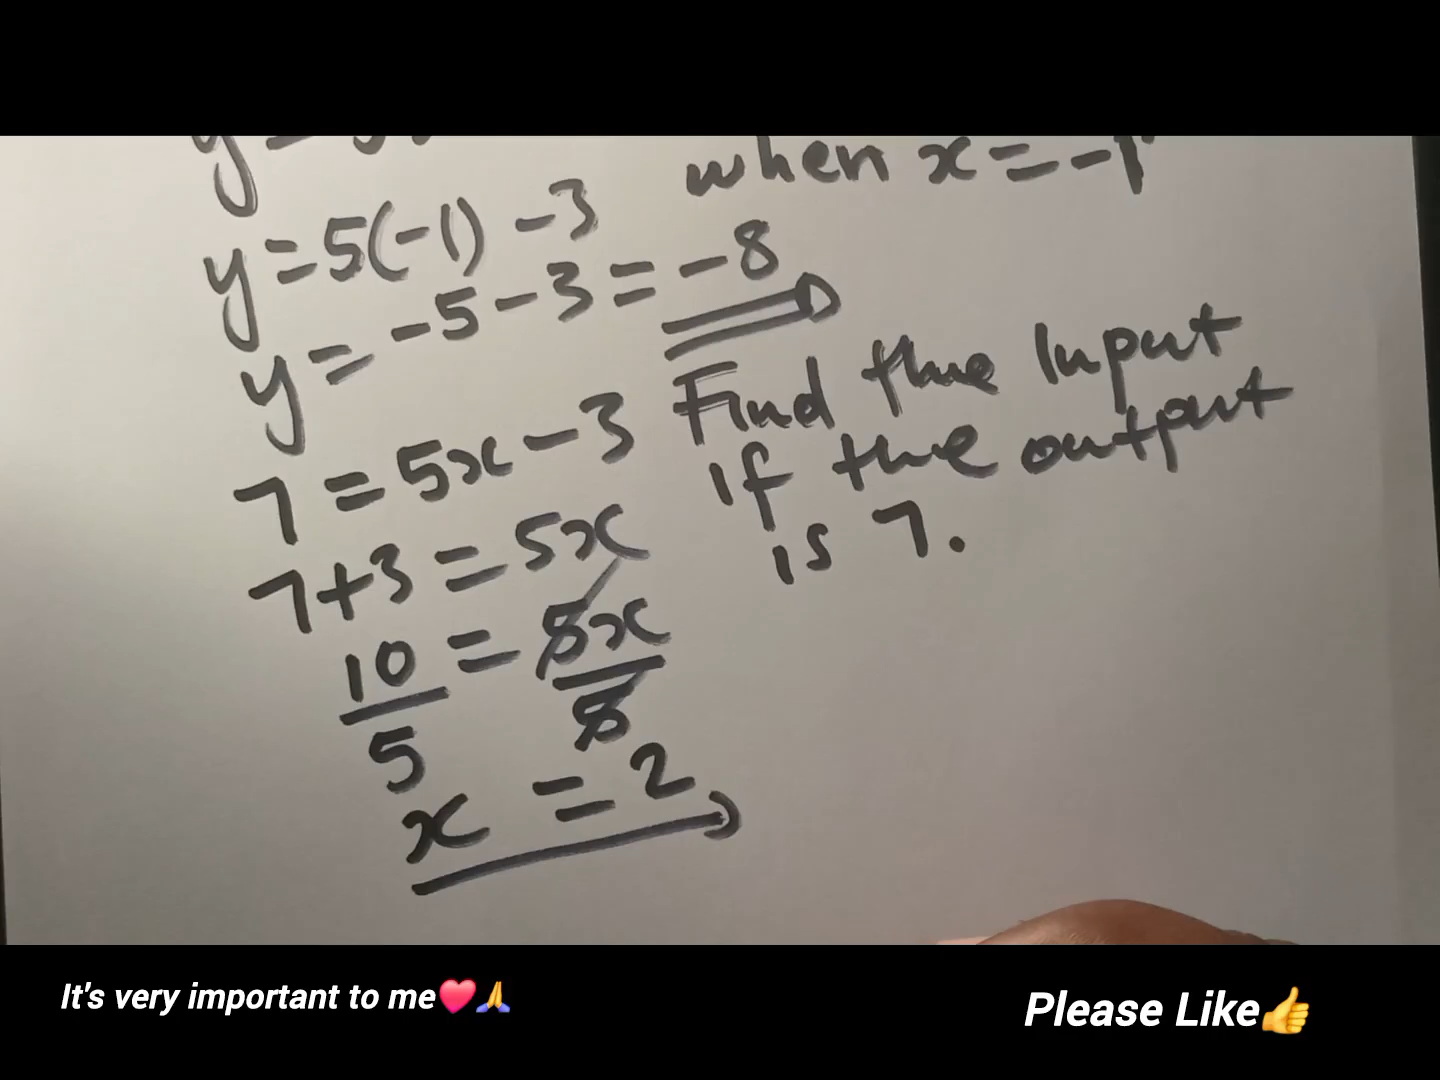 when x = -1
y = 5(-1) - 3
y = -5 - 3 = -8
7 = 5x - 3
7+3 = 5x
10/5 = 5x/5
x = 2
Find the Input
if the output
is 7.
It's very important to me❤️🙏
Please Like👍